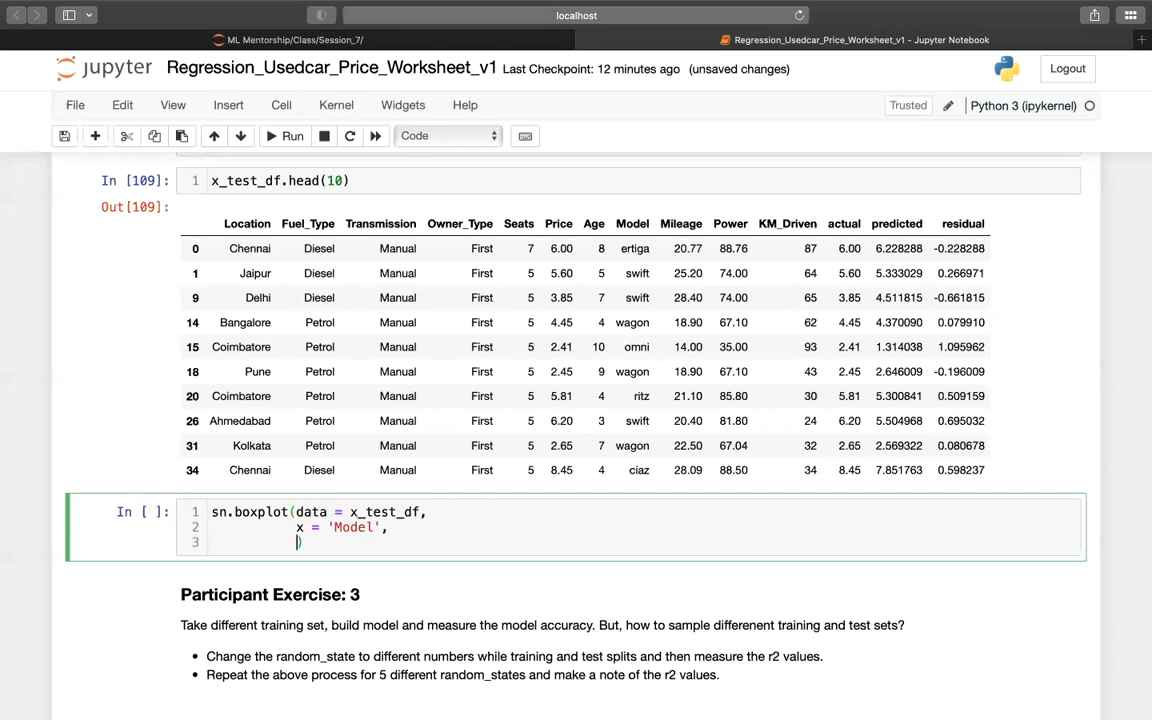 localhost
ML Mentorship/Class/Session_7/
Regression_Usedcar_Price_Worksheet_v1 - Jupyter Notebook
jupyter Regression_Usedcar_Price_Worksheet_v1 Last Checkpoint: 12 minutes ago (unsaved changes)
Logout
File Edit View Insert Cell Kernel Widgets Help
Trusted Python 3 (ipykernel)
Run Code
In [109]: 1 x_test_df.head(10)
Out[109]:
Location Fuel_Type Transmission Owner_Type Seats Price Age Model Mileage Power KM_Driven actual predicted residual
0 Chennai Diesel Manual First 7 6.00 8 ertiga 20.77 88.76 87 6.00 6.228288 -0.228288
1 Jaipur Diesel Manual First 5 5.60 5 swift 25.20 74.00 64 5.60 5.333029 0.266971
9 Delhi Diesel Manual First 5 3.85 7 swift 28.40 74.00 65 3.85 4.511815 -0.661815
14 Bangalore Petrol Manual First 5 4.45 4 wagon 18.90 67.10 62 4.45 4.370090 0.079910
15 Coimbatore Petrol Manual First 5 2.41 10 omni 14.00 35.00 93 2.41 1.314038 1.095962
18 Pune Petrol Manual First 5 2.45 9 wagon 18.90 67.10 43 2.45 2.646009 -0.196009
20 Coimbatore Petrol Manual First 5 5.81 4 ritz 21.10 85.80 30 5.81 5.300841 0.509159
26 Ahmedabad Petrol Manual First 5 6.20 3 swift 20.40 81.80 24 6.20 5.504968 0.695032
31 Kolkata Petrol Manual First 5 2.65 7 wagon 22.50 67.04 32 2.65 2.569322 0.080678
34 Chennai Diesel Manual First 5 8.45 4 ciaz 28.09 88.50 34 8.45 7.851763 0.598237
In [ ]: 1 sn.boxplot(data = x_test_df,
2 x = 'Model',
3 )
Participant Exercise: 3
Take different training set, build model and measure the model accuracy. But, how to sample differenent training and test sets?
• Change the random_state to different numbers while training and test splits and then measure the r2 values.
• Repeat the above process for 5 different random_states and make a note of the r2 values.